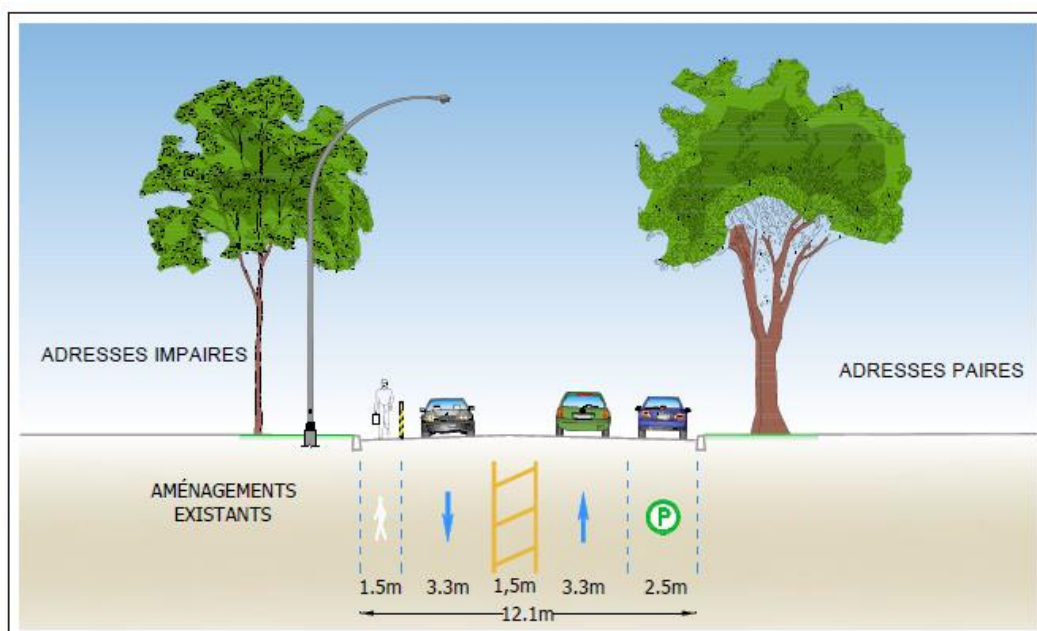 ADRESSES IMPAIRES
ADRESSES PAIRES
AMÉNAGEMENTS
EXISTANTS
P
1.5m 3.3m 1,5m 3.3m 2.5m
12.1m